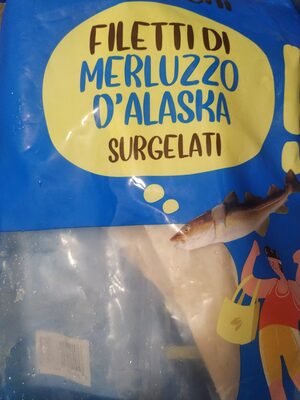 FILETTI DI
MERLUZZO
D'ALASKA
SURGELATI